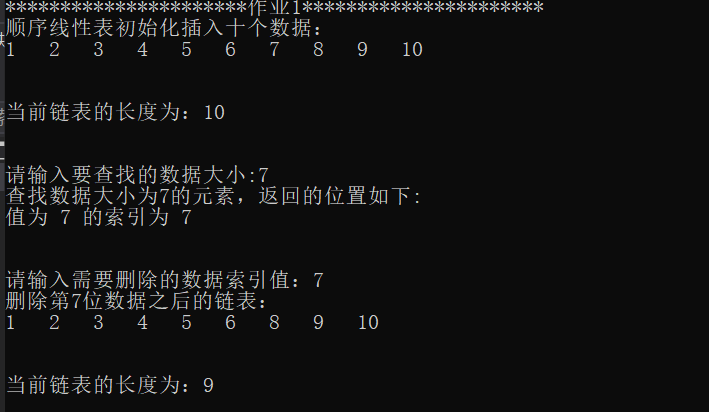 **********************作业1**********************
顺序线性表初始化插入十个数据：
1 2 3 4 5 6 7 8 9 10
当前链表的长度为：10
请输入要查找的数据大小:7
查找数据大小为7的元素，返回的位置如下:
值为 7 的索引为 7
请输入需要删除的数据索引值：7
删除第7位数据之后的链表：
1 2 3 4 5 6 8 9 10
当前链表的长度为：9